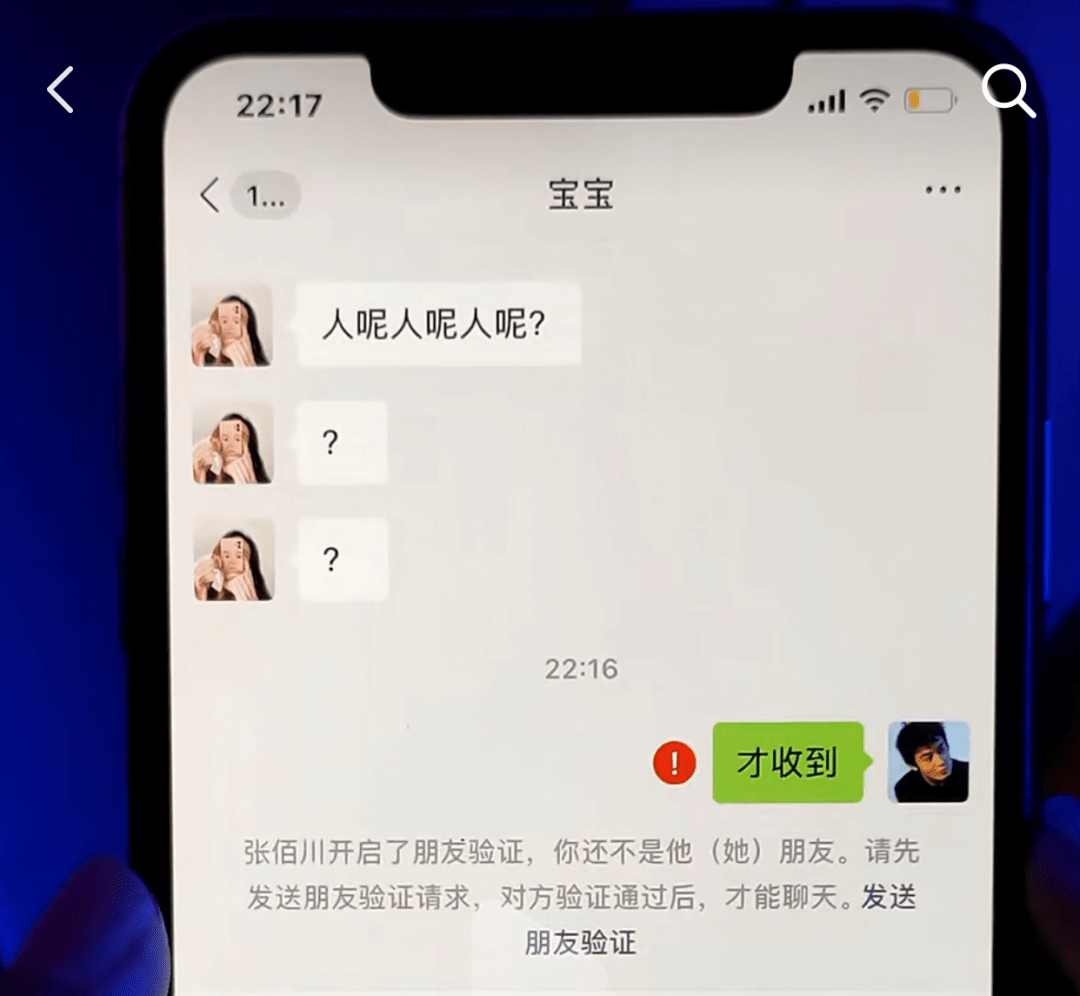 22:17
1...
宝宝
人呢人呢人呢?
?
?
22:16
才收到
张佰川开启了朋友验证，你还不是他（她）朋友。请先
发送朋友验证请求，对方验证通过后，才能聊天。发送
朋友验证